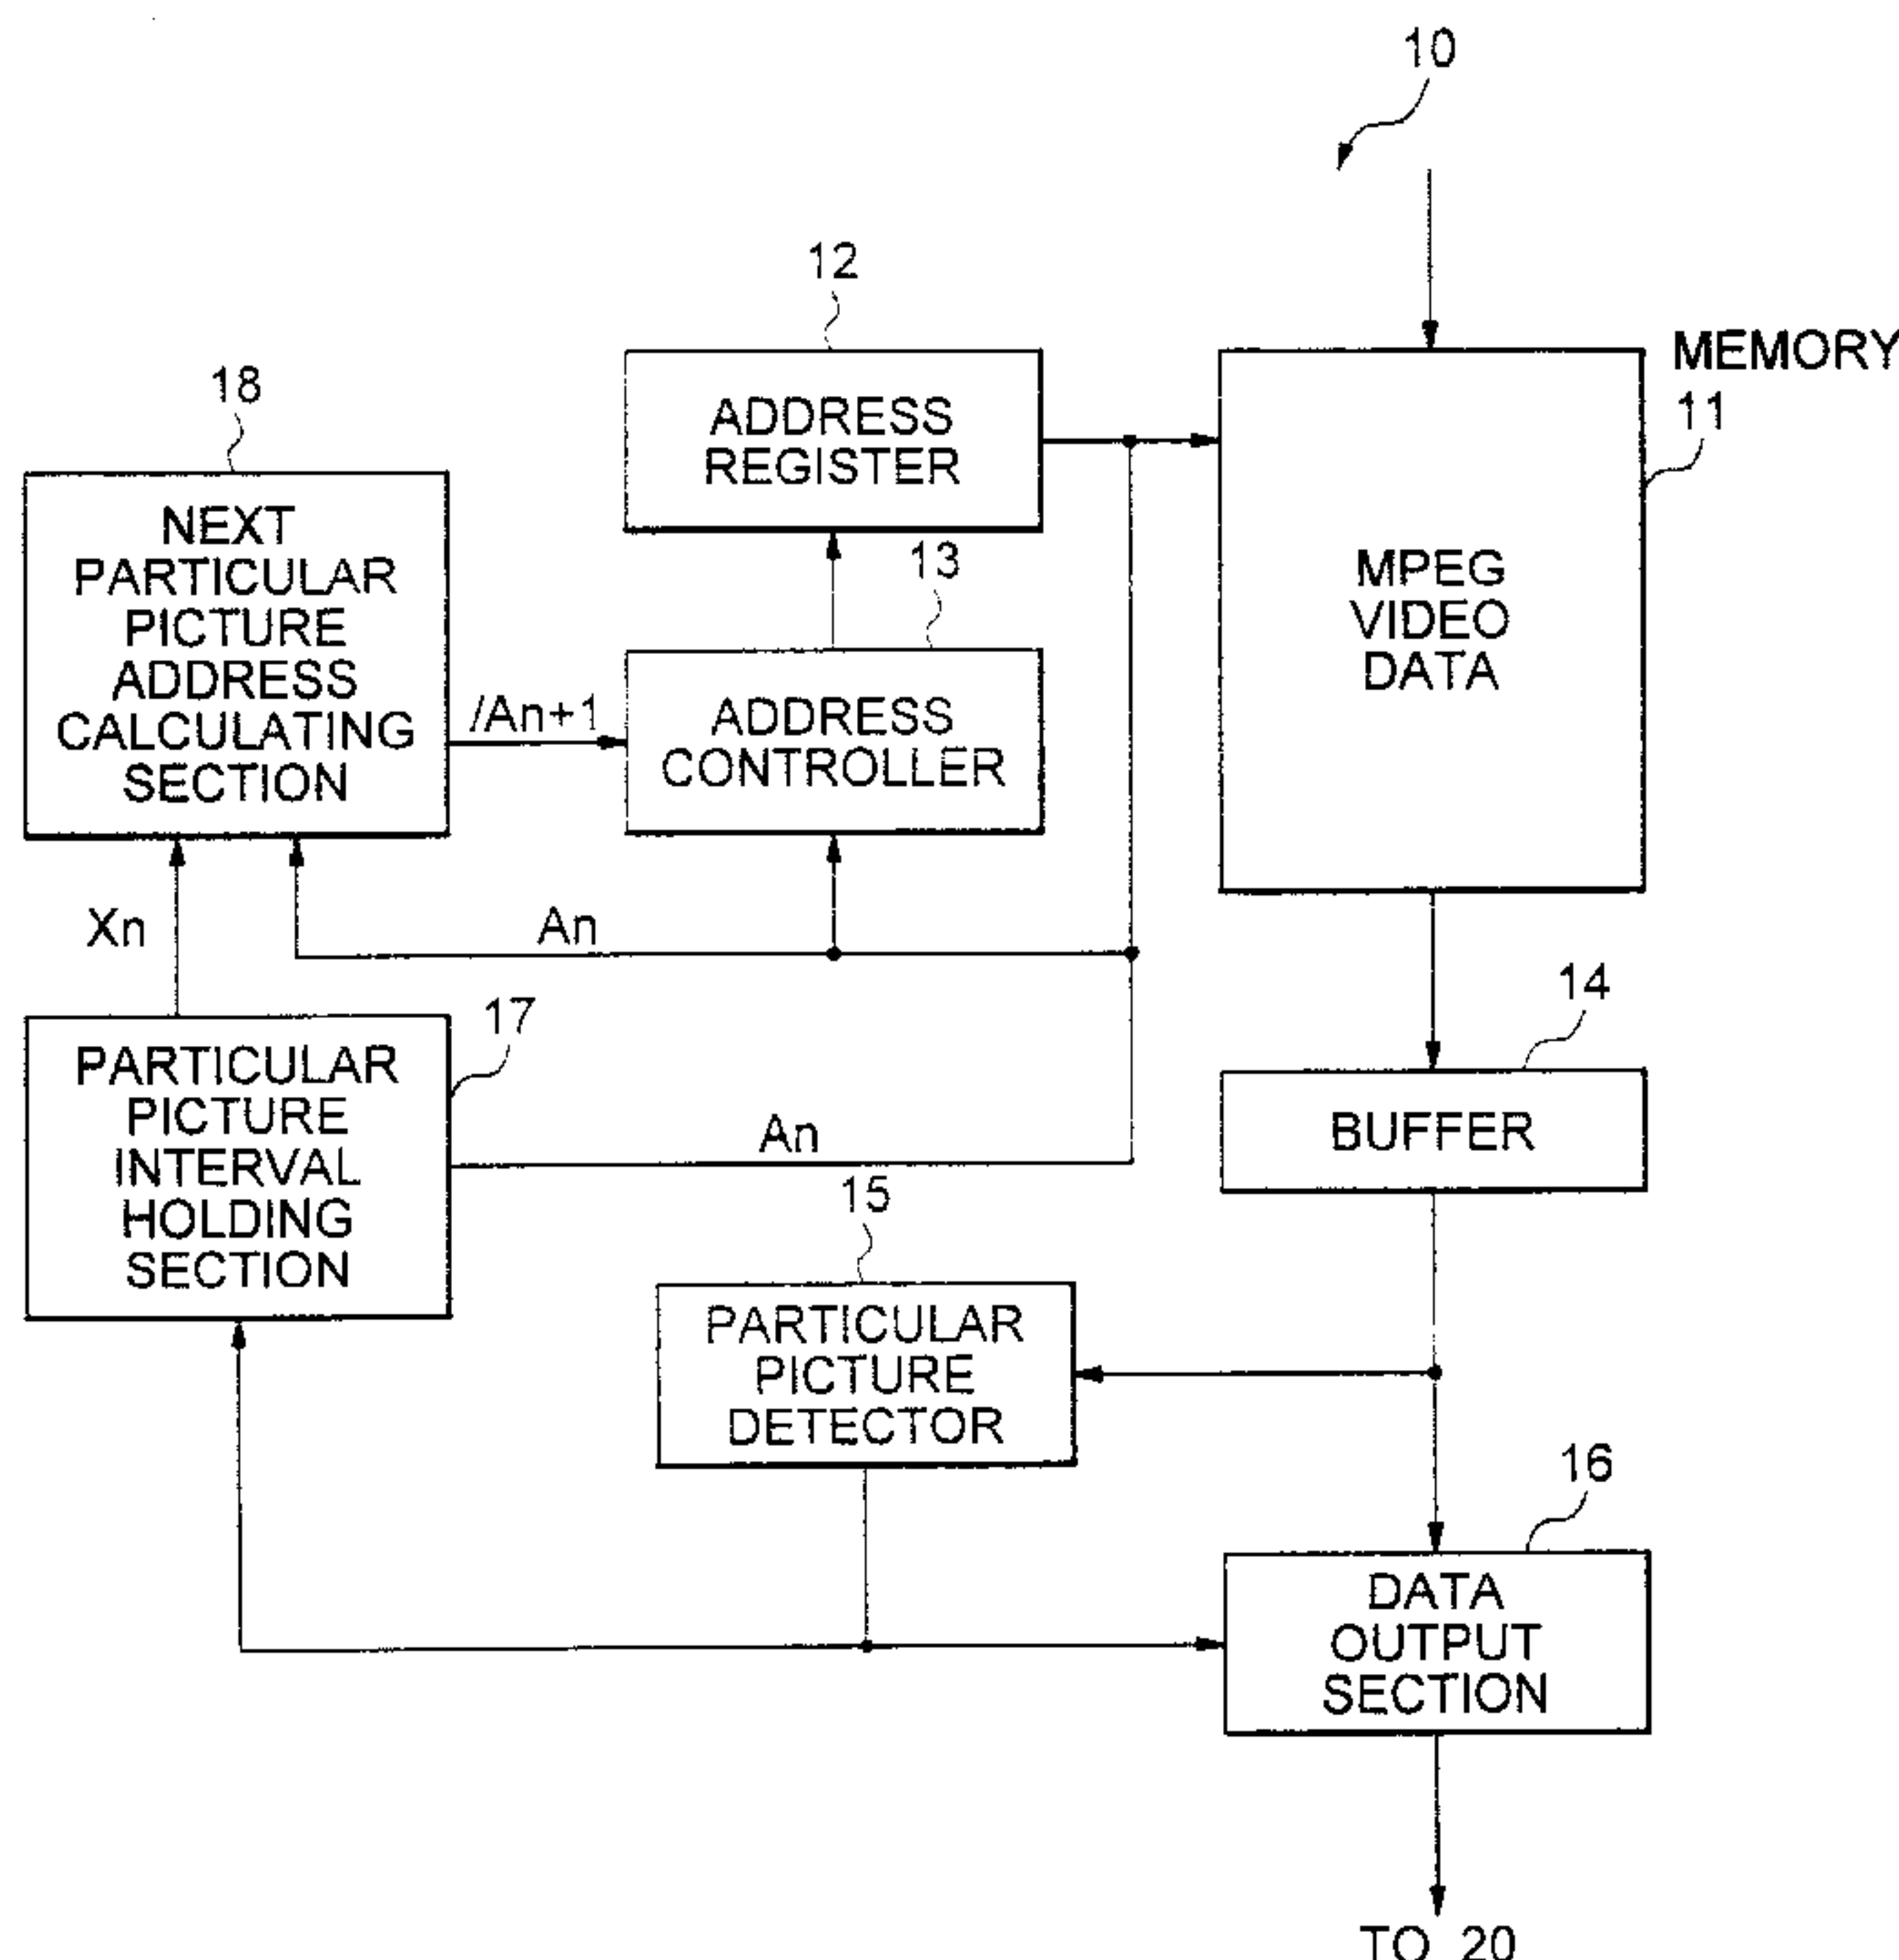 10
12
ADDRESS
REGISTER
MEMORY
11
MPEG
VIDEO
DATA
18
NEXT
PARTICULAR
PICTURE
ADDRESS
CALCULATING
SECTION
/An+1
13
ADDRESS
CONTROLLER
Xn
An
14
BUFFER
17
PARTICULAR
PICTURE
INTERVAL
HOLDING
SECTION
An
15
PARTICULAR
PICTURE
DETECTOR
16
DATA
OUTPUT
SECTION
TO 20